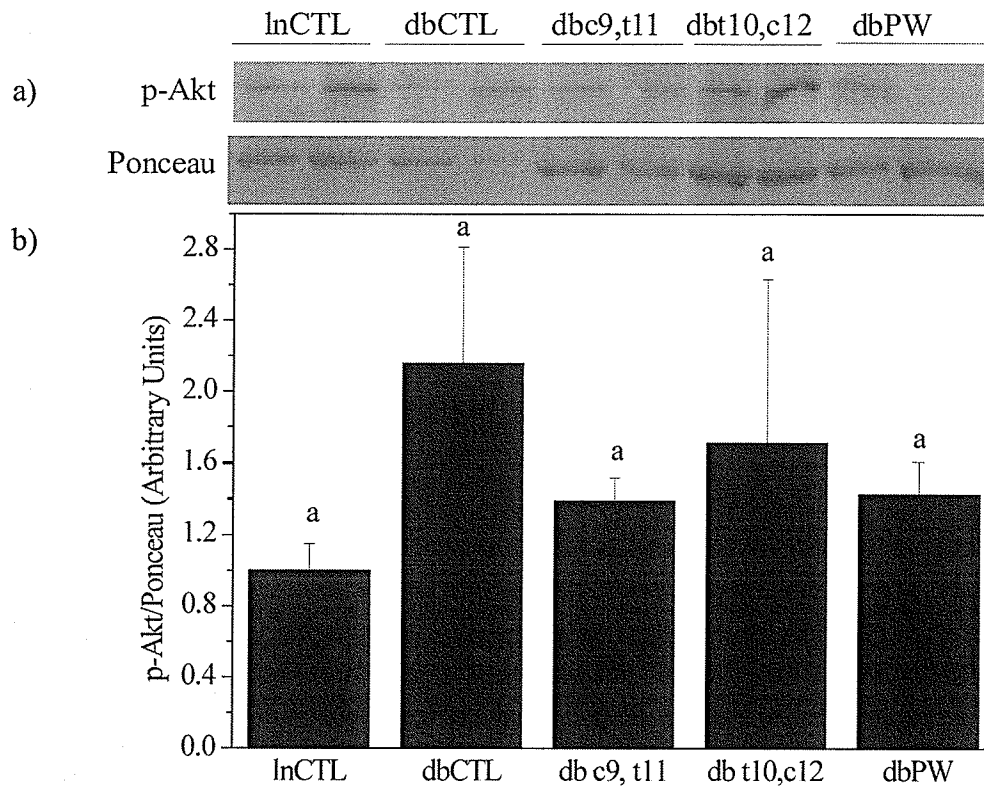 lnCTL dbCTL dbc9,t11 dbt10,c12 dbPW
a) p-Akt
Ponceau
b)
p-Akt/Ponceau (Arbitrary Units)
2.8
2.4
2.0
1.6
1.2
0.8
0.4
0.0
a a a a a
lnCTL dbCTL db c9, t11 db t10,c12 dbPW